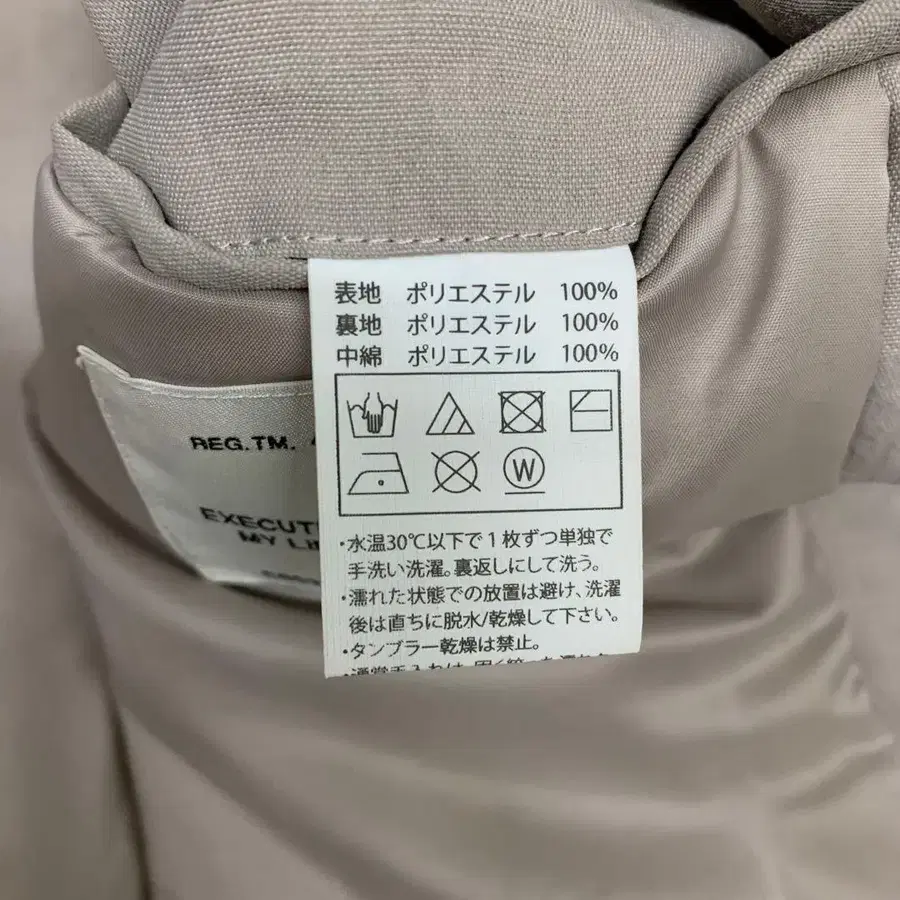 表地 ポリエステル 100%
裏地 ポリエステル 100%
中綿 ポリエステル 100%
W
・水温30℃以下で1枚ずつ単独で
手洗い洗濯。裏返しにして洗う。
・濡れた状態での放置は避け、洗濯
後は直ちに脱水/乾燥して下さい。
・タンブラー乾燥は禁止。
REG.TM.
MY